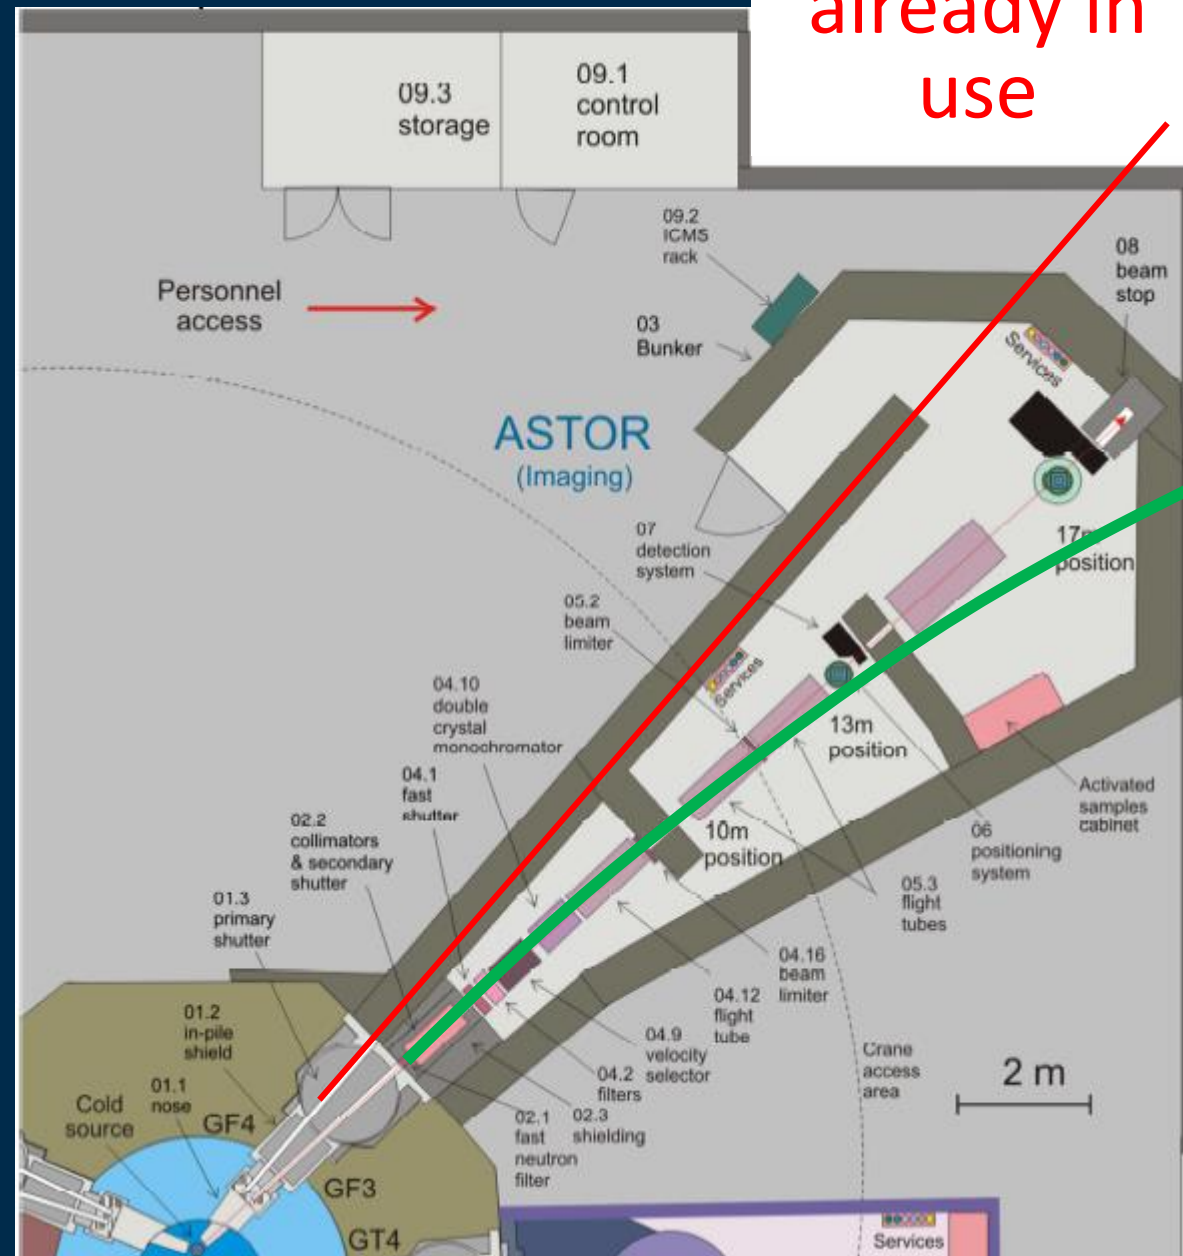 already in
use
09.3
storage
09.1
control
room
09.2
ICMS
rack
08
beam
stop
Personnel
access
03
Bunker
Services
ASTOR
(Imaging)
07
detection
system
17m
position
05.2
beam
limiter
Services
04.10
double
crystal
monochromator
13m
position
04.1
fast
shutter
Activated
samples
cabinet
02.2
collimators
& secondary
shutter
10m
position
06
positioning
system
05.3
flight
tubes
01.3
primary
shutter
04.16
beam
limiter
04.12
flight
tube
01.2
in-pile
shield
04.9
velocity
selector
Crane
access
area
2 m
04.2
filters
01.1
nose
Cold
source
GF4
02.1
fast
neutron
filter
02.3
shielding
GF3
GT4
Services